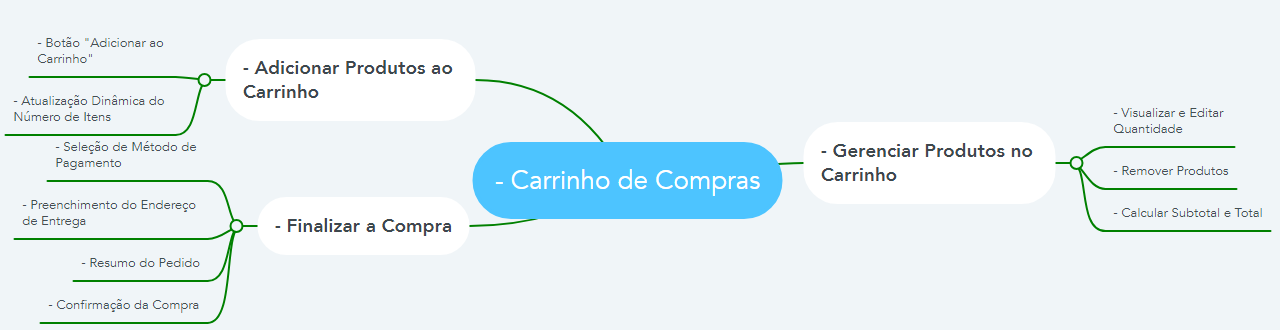 - Carrinho de Compras
- Adicionar Produtos ao
Carrinho
- Botão "Adicionar ao
Carrinho"
- Atualização Dinâmica do
Número de Itens
- Finalizar a Compra
- Seleção de Método de
Pagamento
- Preenchimento do Endereço
de Entrega
- Resumo do Pedido
- Confirmação da Compra
- Gerenciar Produtos no
Carrinho
- Visualizar e Editar
Quantidade
- Remover Produtos
- Calcular Subtotal e Total